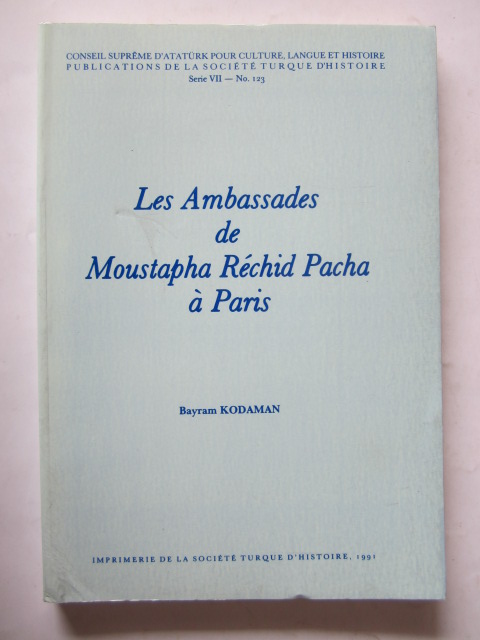 CONSEIL SUPRÊME D'ATATÜRK POUR CULTURE, LANGUE ET HISTOIRE
PUBLICATIONS DE LA SOCIÉTÉ TURQUE D'HISTOIRE
Serie VII — No. 123
Les Ambassades
de
Moustapha Réchid Pacha
à Paris
Bayram KODAMAN
IMPRIMERIE DE LA SOCIÉTÉ TURQUE D'HISTOIRE, 1991